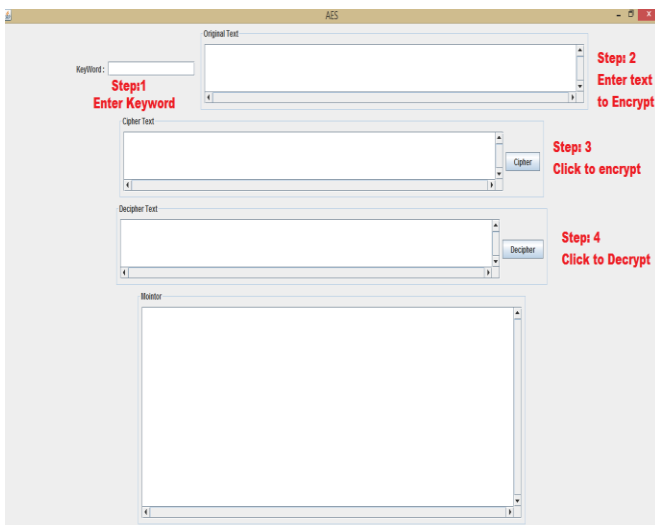 AES
Original Text
KeyWord :
Step:1
Enter Keyword
Step: 2
Enter text
to Encrypt
Cipher Text
Cipher
Step: 3
Click to encrypt
Decipher Text
Decipher
Step: 4
Click to Decrypt
Mointor